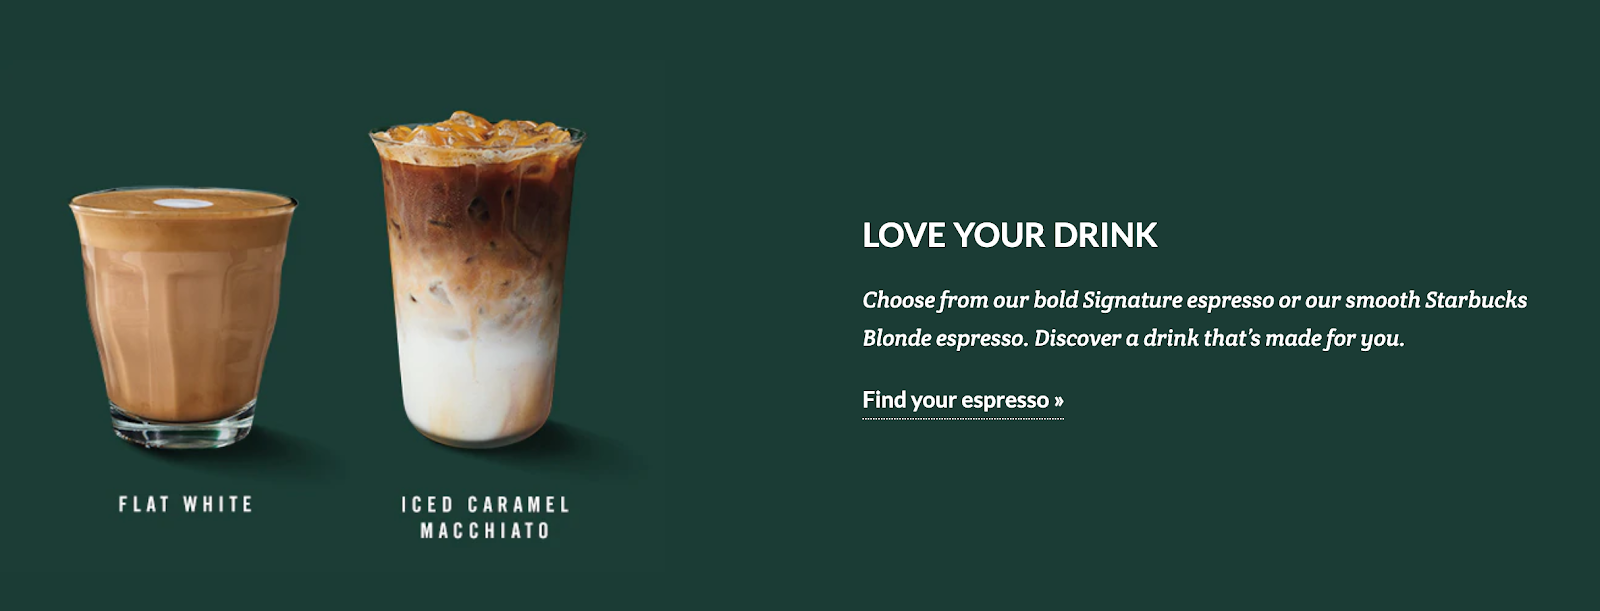 FLAT WHITE
ICED CARAMEL
MACCHIATO
LOVE YOUR DRINK
Choose from our bold Signature espresso or our smooth Starbucks
Blonde espresso. Discover a drink that's made for you.
Find your espresso »